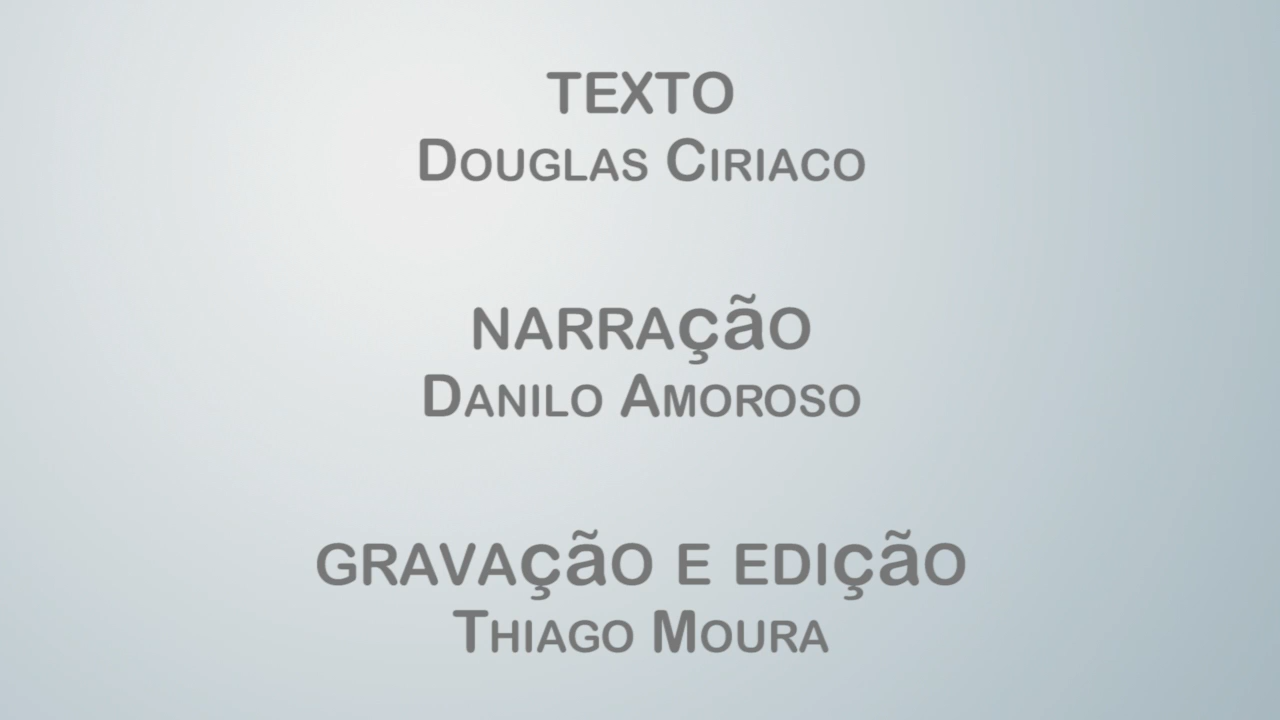 TEXTO
Douglas Ciriaco
NARRAçãO
Danilo Amoroso
GRAVAçãO E EDIçãO
Thiago Moura